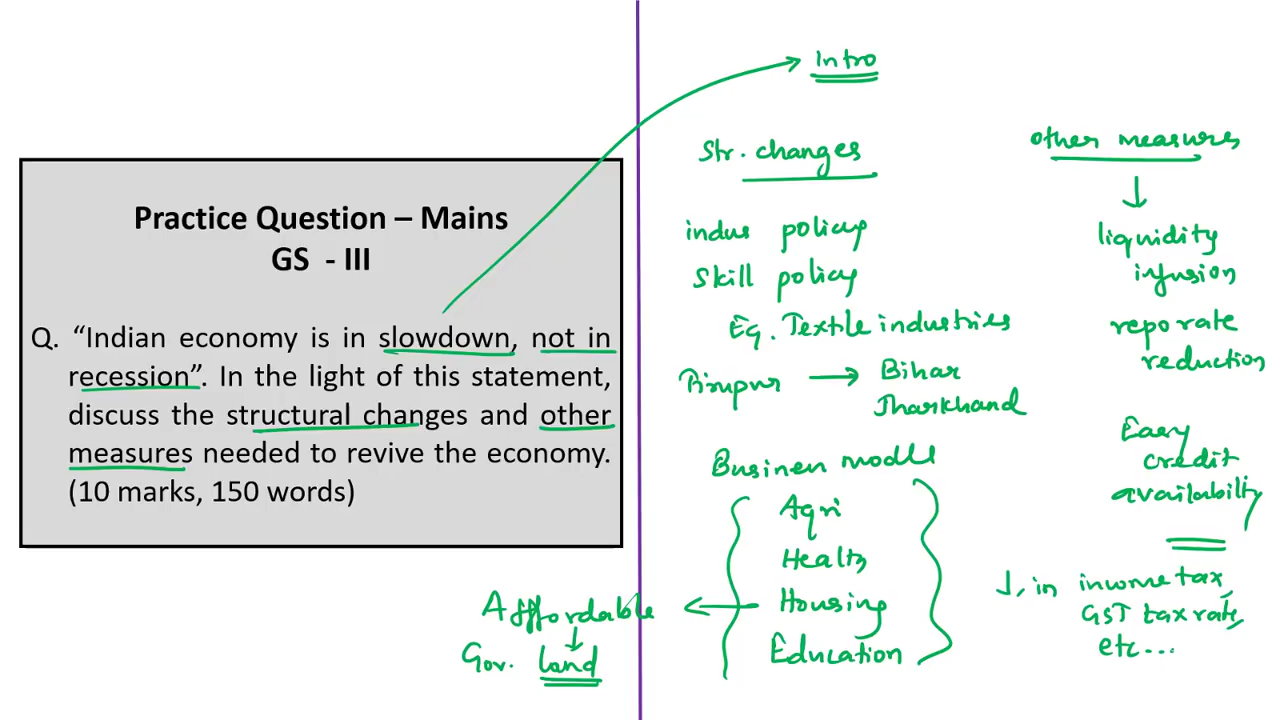 Practice Question – Mains
GS - III
Q. “Indian economy is in slowdown, not in
recession”. In the light of this statement,
discuss the structural changes and other
measures needed to revive the economy.
(10 marks, 150 words)
Intro
Str. changes
indus policy
Skill policy
Eg. Textile industries
Tirupur → Bihar
Jharkhand
Business model
Agri
Health
Housing
Education
Affordable
Gov. land
other measures
↓
liquidity
infusion
repo rate
reduction
Easy
credit
availability
↓ in income tax,
GST tax rate,
etc...